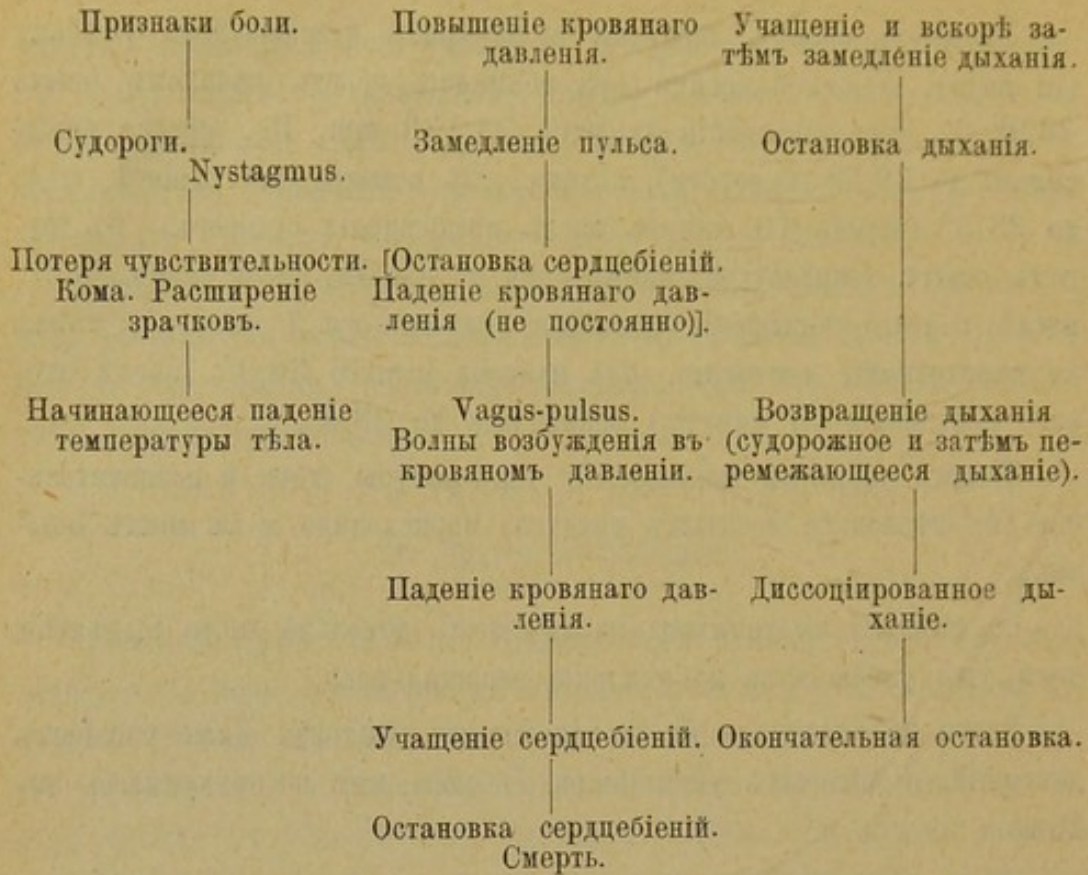 Признаки боли.
Повышеніе кровянаго
давленія.
Учащеніе и вскорѣ за-
тѣмъ замедленіе дыханія.
Судороги.
Nystagmus.
Замедленіе пульса.
Остановка дыханія.
Потеря чувствительности.
Кома. Расширеніе
зрачковъ.
[Остановка сердцебіеній.
Паденіе кровянаго дав-
ленія (не постоянно)].
Начинающееся паденіе
температуры тѣла.
Vagus-pulsus.
Волны возбужденія въ
кровяномъ давленіи.
Возвращеніе дыханія
(судорожное и затѣмъ пе-
ремежающееся дыханіе).
Паденіе кровянаго дав-
ленія.
Диссоціированное ды-
ханіе.
Учащеніе сердцебіеній.
Окончательная остановка.
Остановка сердцебіеній.
Смерть.